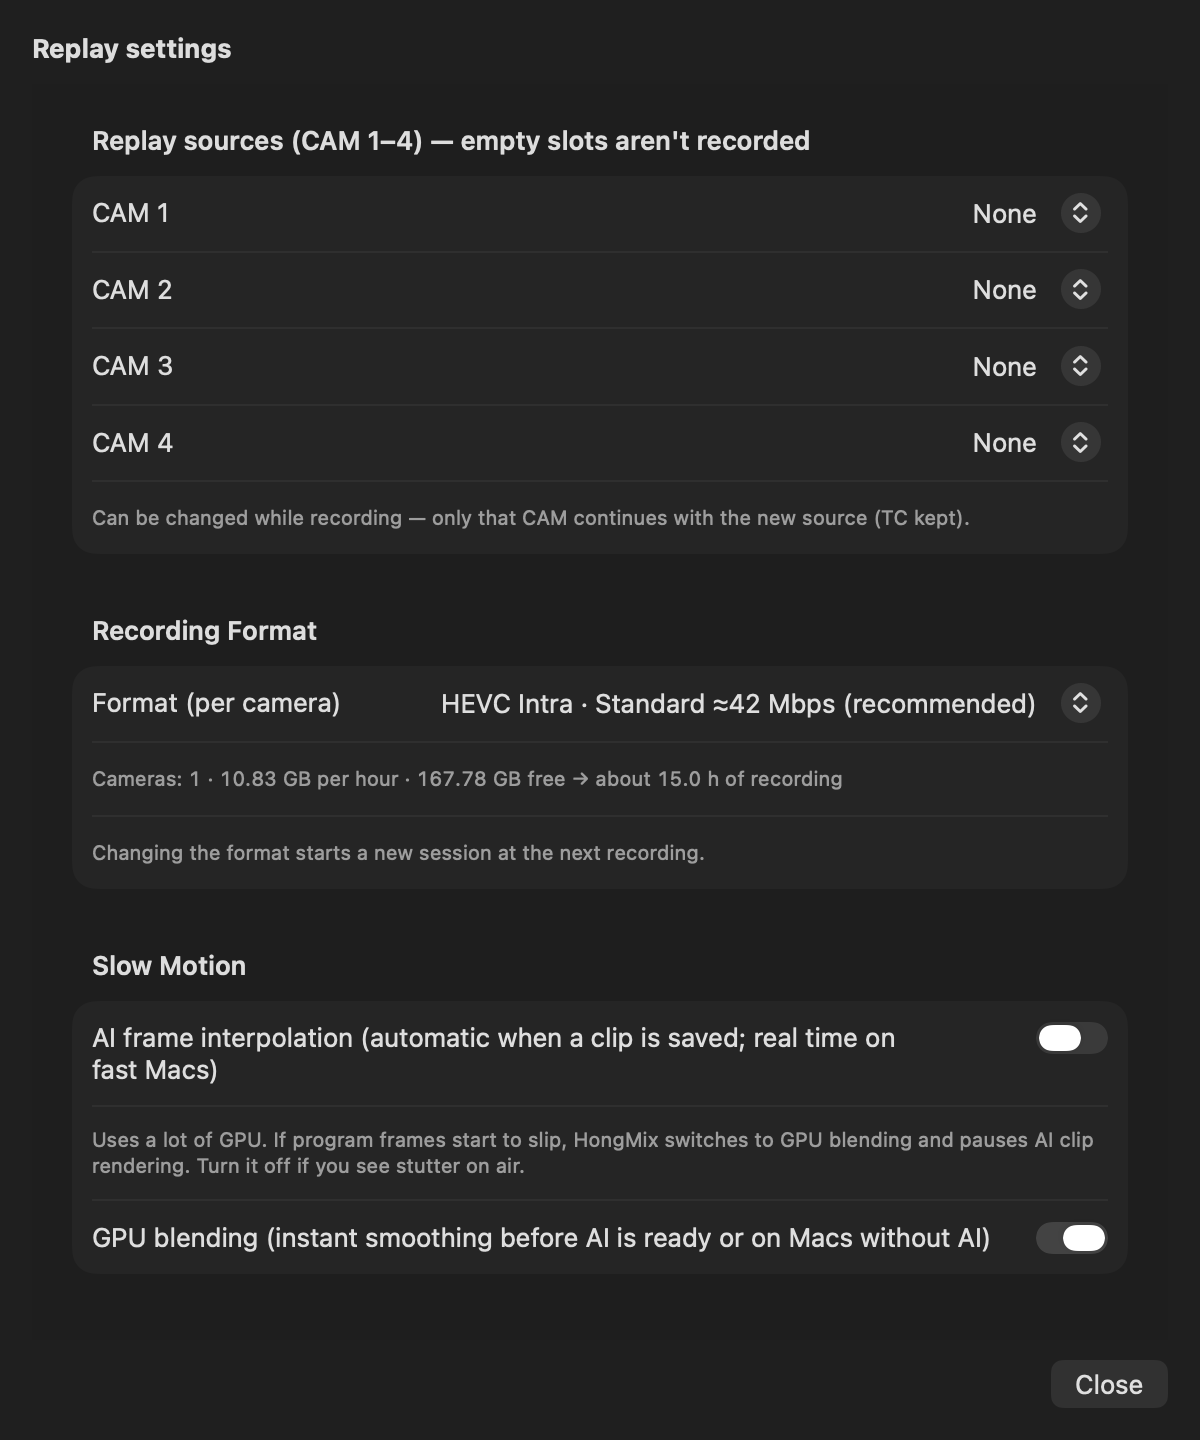 Replay settings
Replay sources (CAM 1–4) — empty slots aren't recorded
CAM 1 None
CAM 2 None
CAM 3 None
CAM 4 None
Can be changed while recording — only that CAM continues with the new source (TC kept).
Recording Format
Format (per camera) HEVC Intra · Standard ≈42 Mbps (recommended)
Cameras: 1 · 10.83 GB per hour · 167.78 GB free → about 15.0 h of recording
Changing the format starts a new session at the next recording.
Slow Motion
AI frame interpolation (automatic when a clip is saved; real time on
fast Macs)
Uses a lot of GPU. If program frames start to slip, HongMix switches to GPU blending and pauses AI clip
rendering. Turn it off if you see stutter on air.
GPU blending (instant smoothing before AI is ready or on Macs without AI)
Close